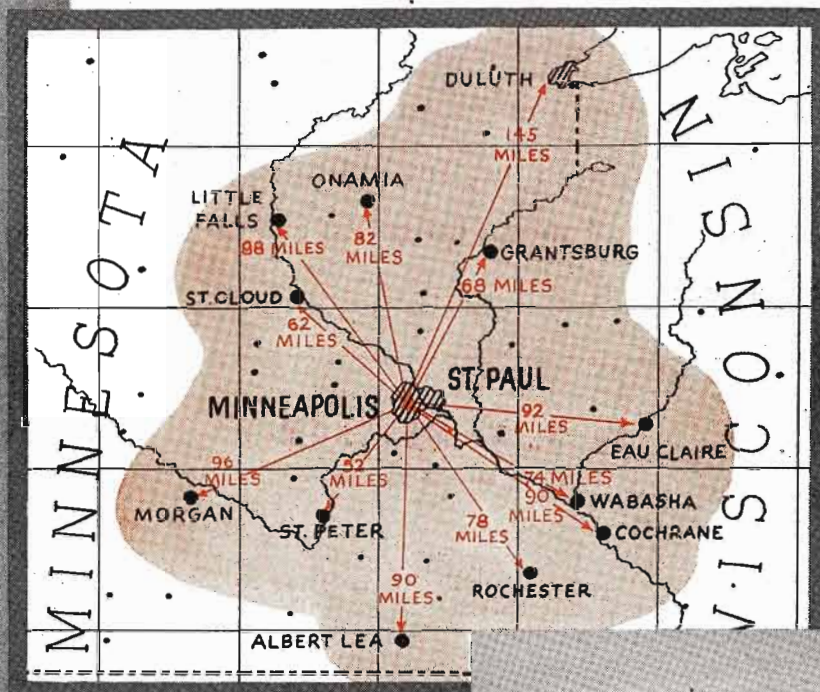 DULUTH
145
MILES
ONAMIA
LITTLE
FALLS
98 MILES
82
MILES
GRANTSBURG
68 MILES
ST. CLOUD
62
MILES
ST. PAUL
MINNEAPOLIS
92
MILES
EAU CLAIRE
96
MILES
52
MILES
74 MILES
WABASHA
90
MILES
MORGAN
ST. PETER
78
MILES
COCHRANE
ROCHESTER
90
MILES
ALBERT LEA
MINNESOTA
WISCONSIN